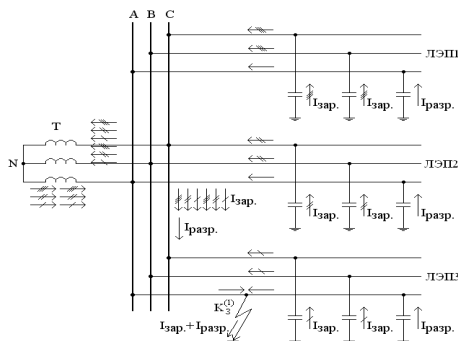 A B C
ЛЭП1
Iзар. Iзар. Iразр.
T
N
ЛЭП2
Iзар.
Iразр.
Iзар. Iзар. Iразр.
ЛЭП3
K₃⁽¹⁾
Iзар.+Iразр.
Iзар. Iзар. Iразр.